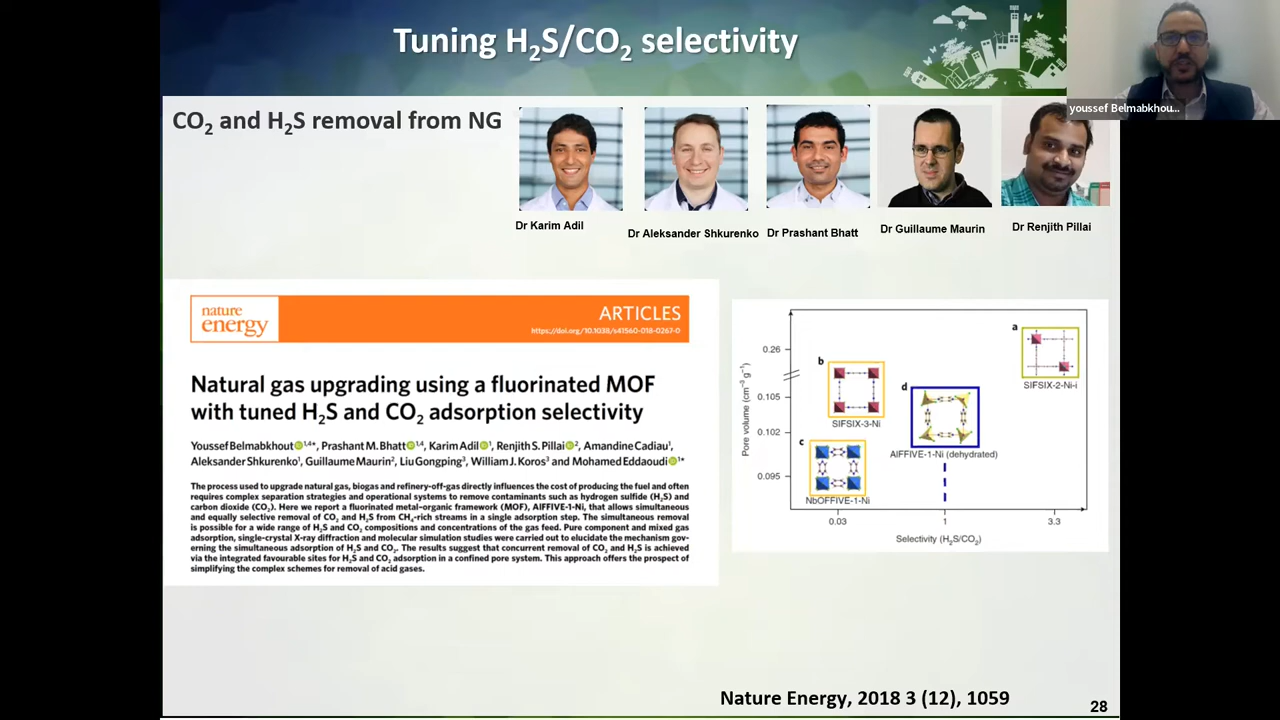 Tuning H₂S/CO₂ selectivity
youssef Belmabkhou...
CO₂ and H₂S removal from NG
Dr Karim Adil
Dr Aleksander Shkurenko
Dr Prashant Bhatt
Dr Guillaume Maurin
Dr Renjith Pillai
nature
energy
ARTICLES
https://doi.org/10.1038/s41560-018-0267-0
Natural gas upgrading using a fluorinated MOF
with tuned H₂S and CO₂ adsorption selectivity
Youssef Belmabkhout 1,4*, Prashant M. Bhatt 1,4, Karim Adil 1, Renjith S. Pillai 2, Amandine Cadiau1,
Aleksander Shkurenko1, Guillaume Maurin2, Liu Gongping3, William J. Koros3 and Mohamed Eddaoudi 1*
The process used to upgrade natural gas, biogas and refinery-off-gas directly influences the cost of producing the fuel and often
requires complex separation strategies and operational systems to remove contaminants such as hydrogen sulfide (H₂S) and
carbon dioxide (CO₂). Here we report a fluorinated metal–organic framework (MOF), AlFFIVE-1-Ni, that allows simultaneous
and equally selective removal of CO₂ and H₂S from CH₄-rich streams in a single adsorption step. The simultaneous removal
is possible for a wide range of H₂S and CO₂ compositions and concentrations of the gas feed. Pure component and mixed gas
adsorption, single-crystal X-ray diffraction and molecular simulation studies were carried out to elucidate the mechanism gov-
erning the simultaneous adsorption of H₂S and CO₂. The results suggest that concurrent removal of CO₂ and H₂S is achieved
via the integrated favourable sites for H₂S and CO₂ adsorption in a confined pore system. This approach offers the prospect of
simplifying the complex schemes for removal of acid gases.
Pore volume (cm⁻³ g⁻¹)
0.26
0.105
0.102
0.095
a
SIFSIX-2-Ni-i
b
SIFSIX-3-Ni
d
AlFFIVE-1-Ni (dehydrated)
c
NbOFFIVE-1-Ni
0.03
1
3.3
Selectivity (H₂S/CO₂)
Nature Energy, 2018 3 (12), 1059
28